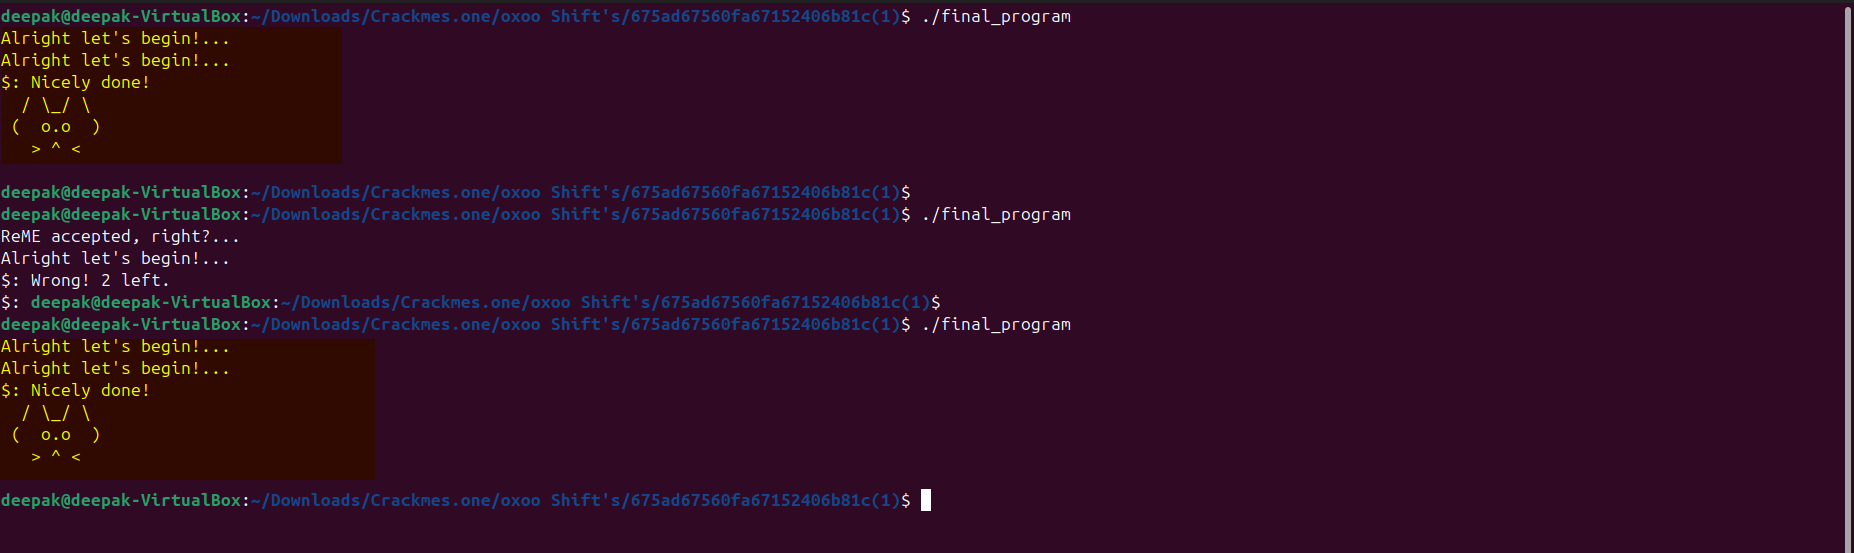 deepak@deepak-VirtualBox:~/Downloads/Crackmes.one/oxoo Shift's/675ad67560fa67152406b81c(1)$ ./final_program
Alright let's begin!...
Alright let's begin!...
$: Nicely done!
  / \_/ \
 (  o.o  )
   > ^ <
deepak@deepak-VirtualBox:~/Downloads/Crackmes.one/oxoo Shift's/675ad67560fa67152406b81c(1)$
deepak@deepak-VirtualBox:~/Downloads/Crackmes.one/oxoo Shift's/675ad67560fa67152406b81c(1)$ ./final_program
ReME accepted, right?...
Alright let's begin!...
$: Wrong! 2 left.
$: deepak@deepak-VirtualBox:~/Downloads/Crackmes.one/oxoo Shift's/675ad67560fa67152406b81c(1)$
deepak@deepak-VirtualBox:~/Downloads/Crackmes.one/oxoo Shift's/675ad67560fa67152406b81c(1)$ ./final_program
Alright let's begin!...
Alright let's begin!...
$: Nicely done!
  / \_/ \
 (  o.o  )
   > ^ <
deepak@deepak-VirtualBox:~/Downloads/Crackmes.one/oxoo Shift's/675ad67560fa67152406b81c(1)$